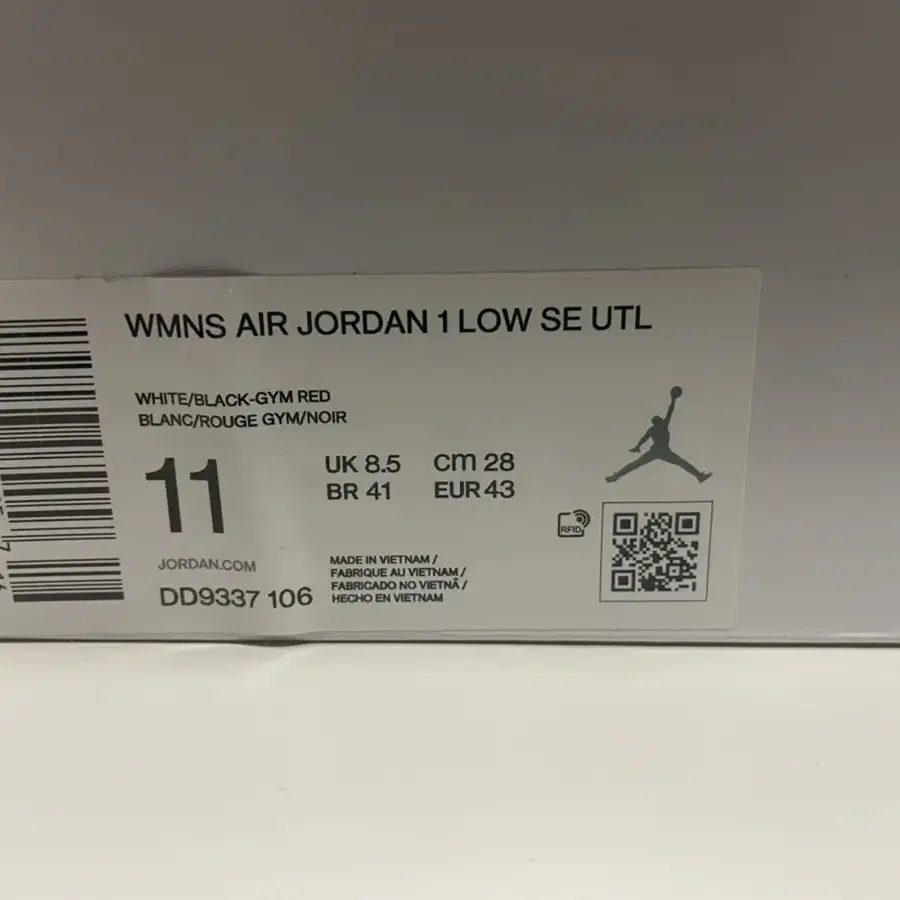 WMNS AIR JORDAN 1 LOW SE UTL
WHITE/BLACK-GYM RED
BLANC/ROUGE GYM/NOIR
11
UK 8.5 cm 28
BR 41 EUR 43
RFID
JORDAN.COM
DD9337 106
MADE IN VIETNAM /
FABRIQUE AU VIETNAM /
FABRICADO NO VIETNÃ /
HECHO EN VIETNAM